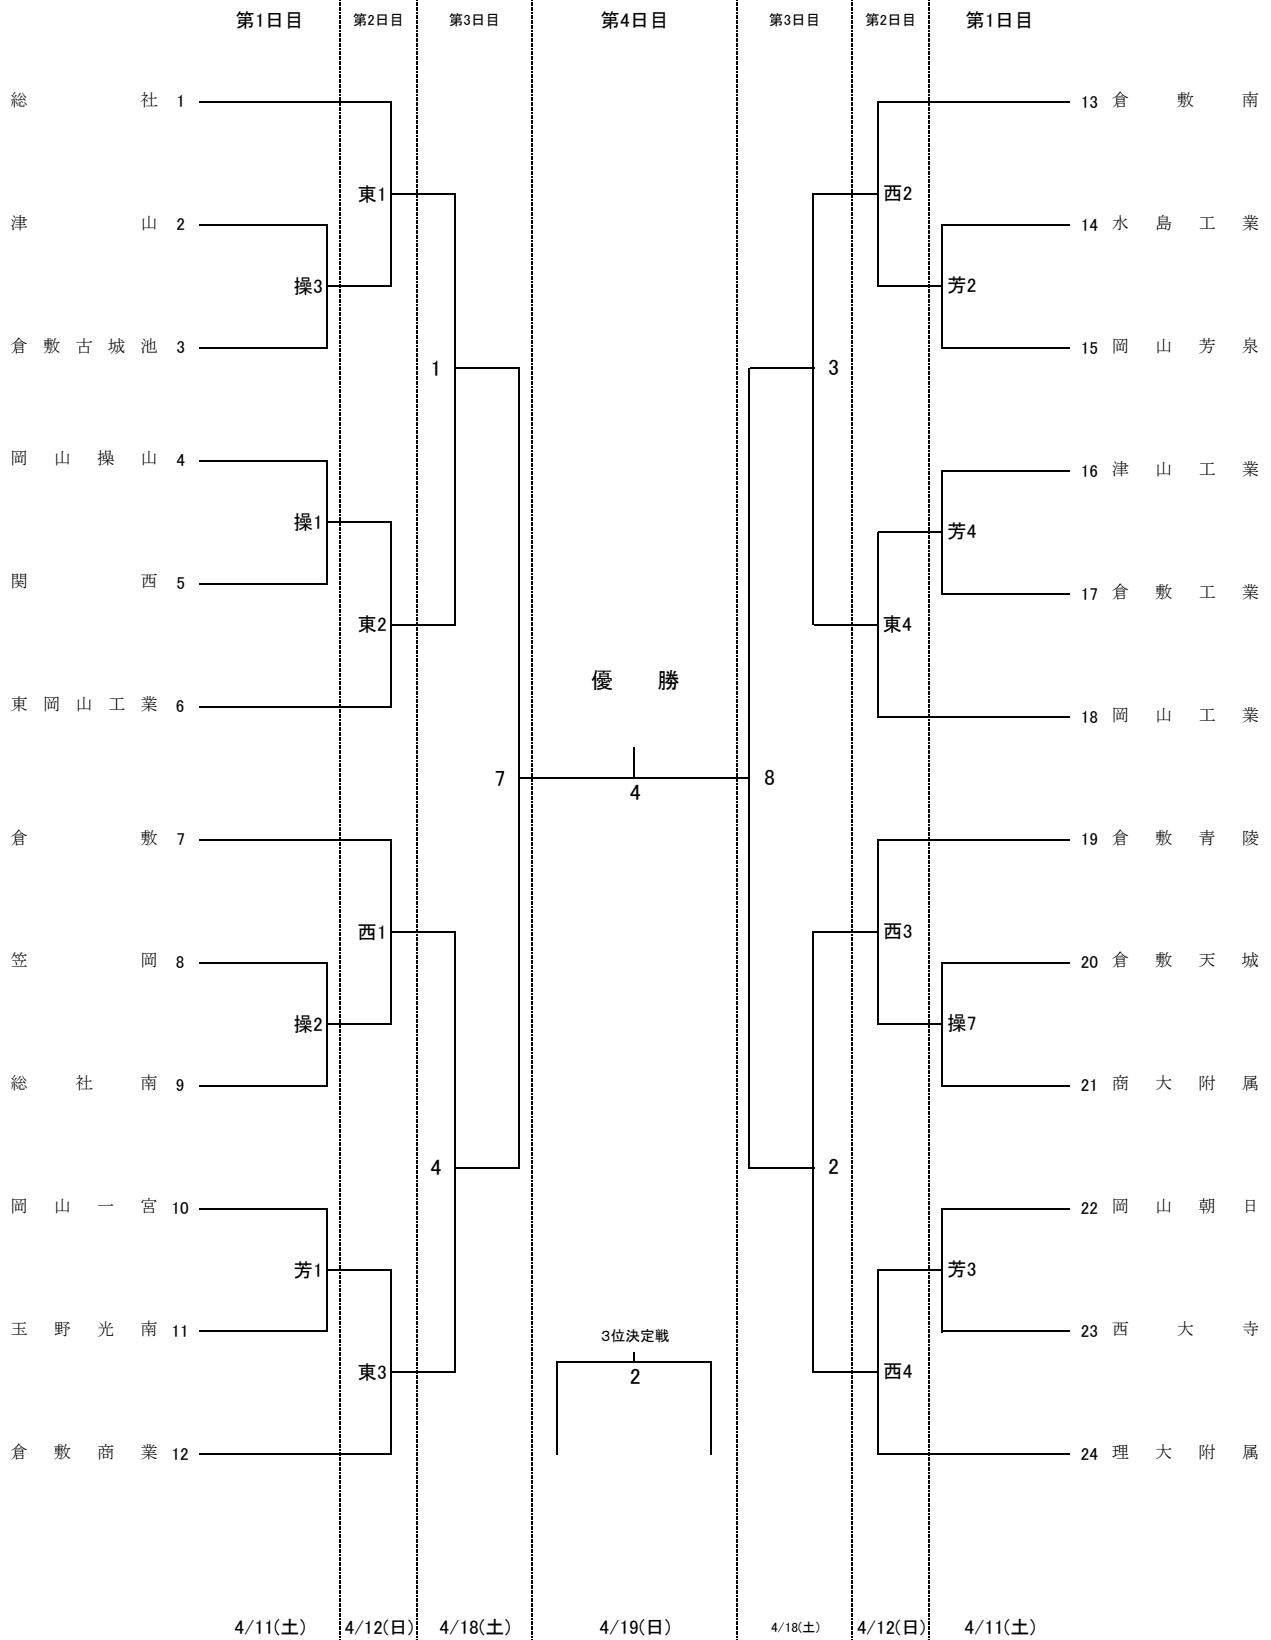 第1日目 第2日目 第3日目 第4日目 第3日目 第2日目 第1日目
総社 1
13 倉敷南
東1
西2
津山 2
14 水島工業
操3
芳2
倉敷古城池 3
15 岡山芳泉
1
3
岡山操山 4
16 津山工業
操1
芳4
関西 5
17 倉敷工業
東2
東4
優勝
東岡山工業 6
18 岡山工業
7
4
8
倉敷 7
19 倉敷青陵
西1
西3
笠岡 8
20 倉敷天城
操2
操7
総社南 9
21 商大附属
4
2
岡山一宮 10
22 岡山朝日
芳1
芳3
玉野光南 11
23 西大寺
3位決定戦
2
東3
西4
倉敷商業 12
24 理大附属
4/11(土) 4/12(日) 4/18(土) 4/19(日) 4/18(土) 4/12(日) 4/11(土)